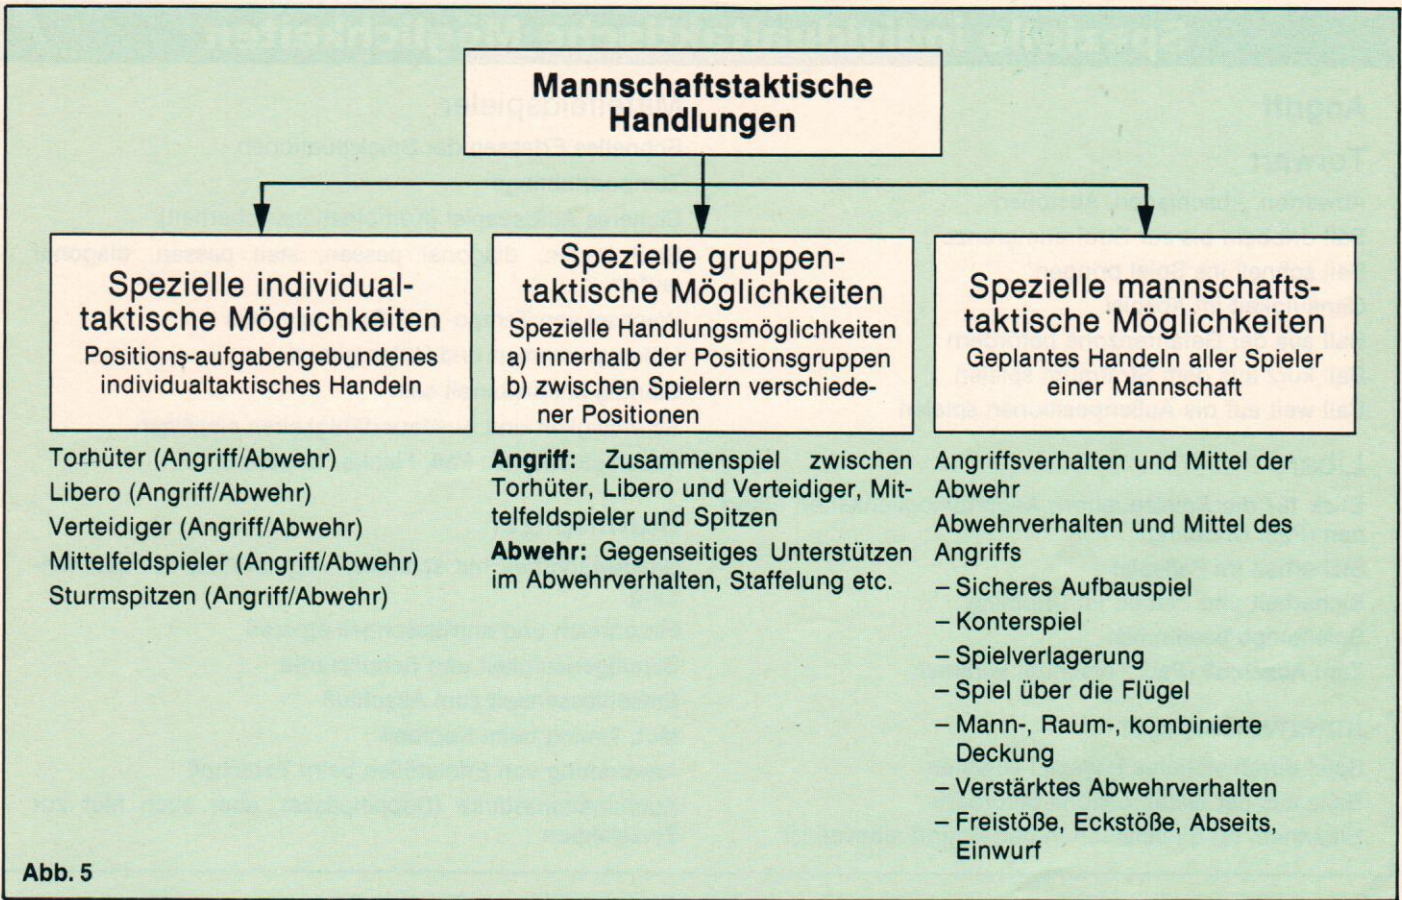 Mannschaftstaktische
Handlungen
Spezielle individual-
taktische Möglichkeiten
Positions-aufgabengebundenes
individualtaktisches Handeln
Torhüter (Angriff/Abwehr)
Libero (Angriff/Abwehr)
Verteidiger (Angriff/Abwehr)
Mittelfeldspieler (Angriff/Abwehr)
Sturmspitzen (Angriff/Abwehr)
Spezielle gruppen-
taktische Möglichkeiten
Spezielle Handlungsmöglichkeiten
a) innerhalb der Positionsgruppen
b) zwischen Spielern verschiede-
ner Positionen
Angriff: Zusammenspiel zwischen
Torhüter, Libero und Verteidiger, Mit-
telfeldspieler und Spitzen
Abwehr: Gegenseitiges Unterstützen
im Abwehrverhalten, Staffelung etc.
Spezielle mannschafts-
taktische Möglichkeiten
Geplantes Handeln aller Spieler
einer Mannschaft
Angriffsverhalten und Mittel der
Abwehr
Abwehrverhalten und Mittel des
Angriffs
– Sicheres Aufbauspiel
– Konterspiel
– Spielverlagerung
– Spiel über die Flügel
– Mann-, Raum-, kombinierte
Deckung
– Verstärktes Abwehrverhalten
– Freistöße, Eckstöße, Abseits,
Einwurf
Abb. 5